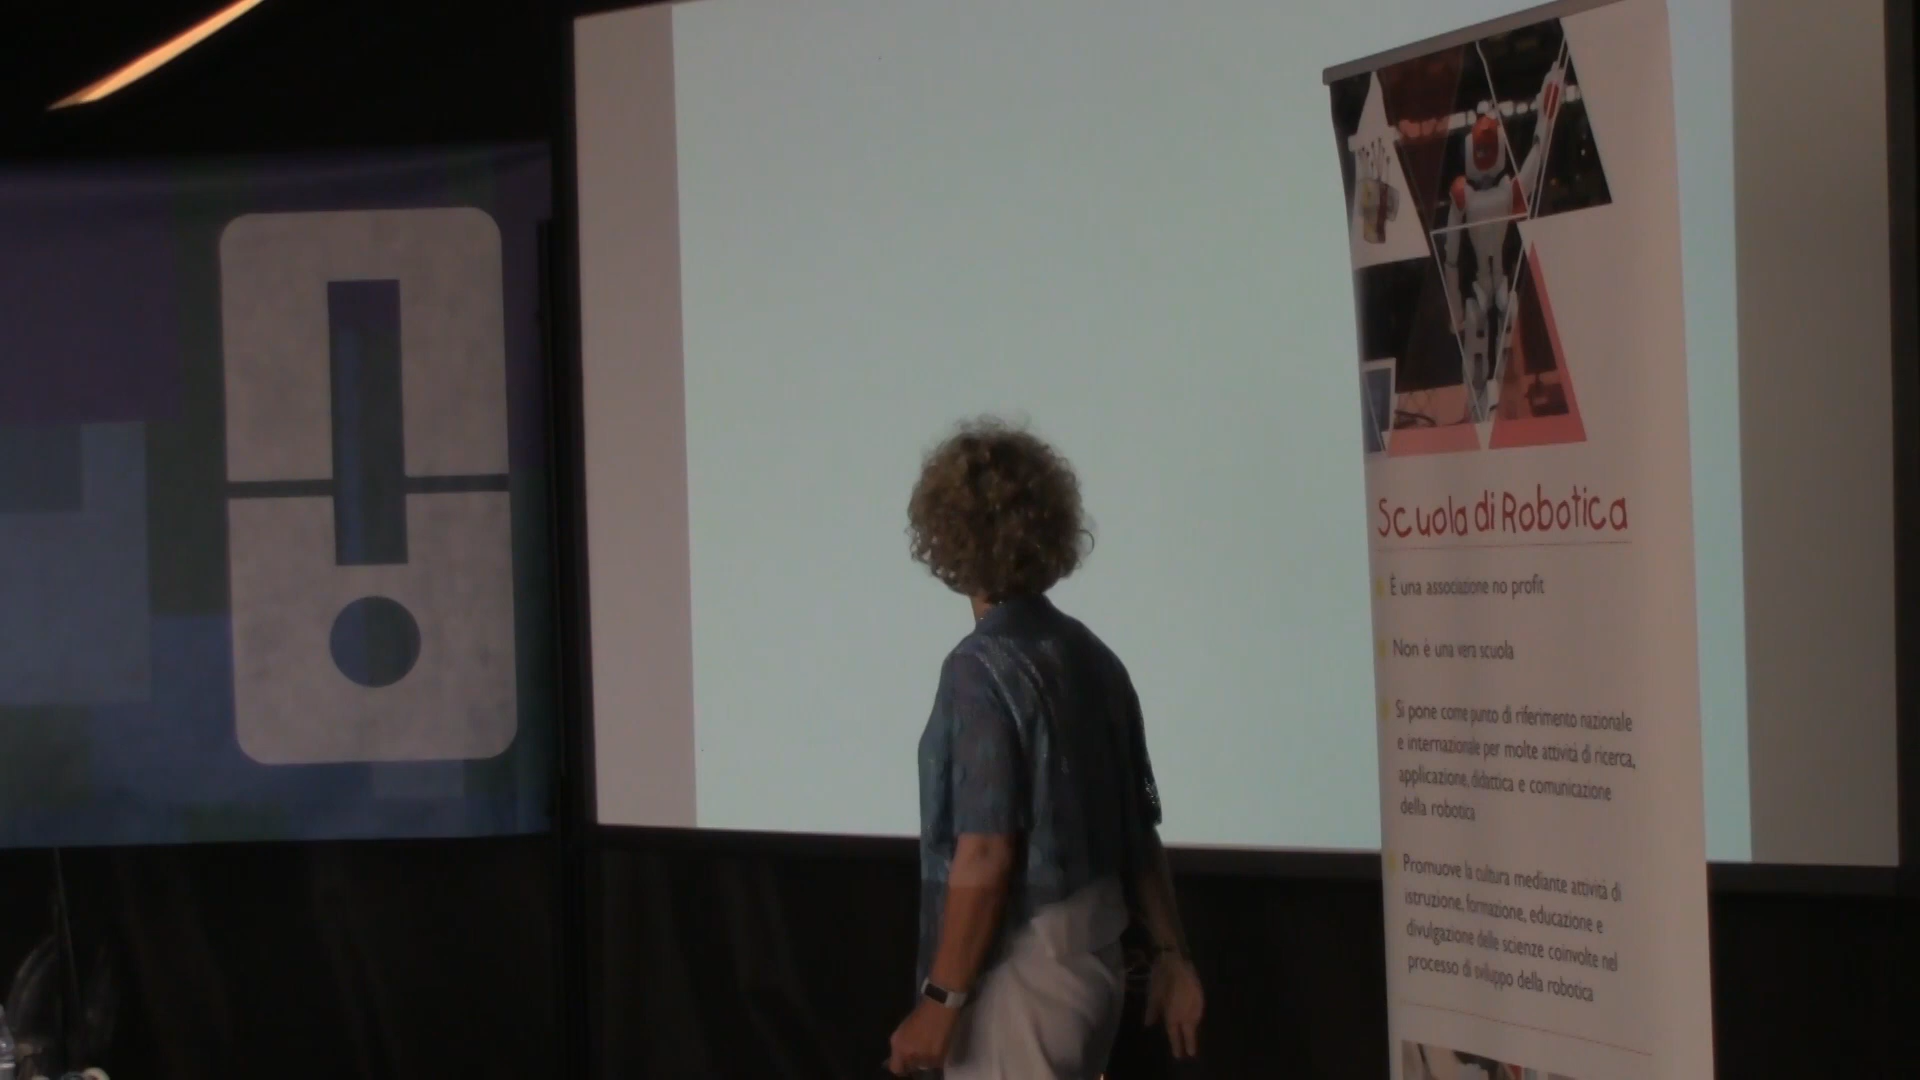 Scuola di Robotica
È una associazione no profit
Non è una vera scuola
Si pone come punto di riferimento nazionale
e internazionale per molte attività di ricerca,
applicazione, didattica e comunicazione
della robotica
Promuove la cultura mediante attività di
istruzione, formazione, educazione e
divulgazione delle scienze coinvolte nel
processo di sviluppo della robotica